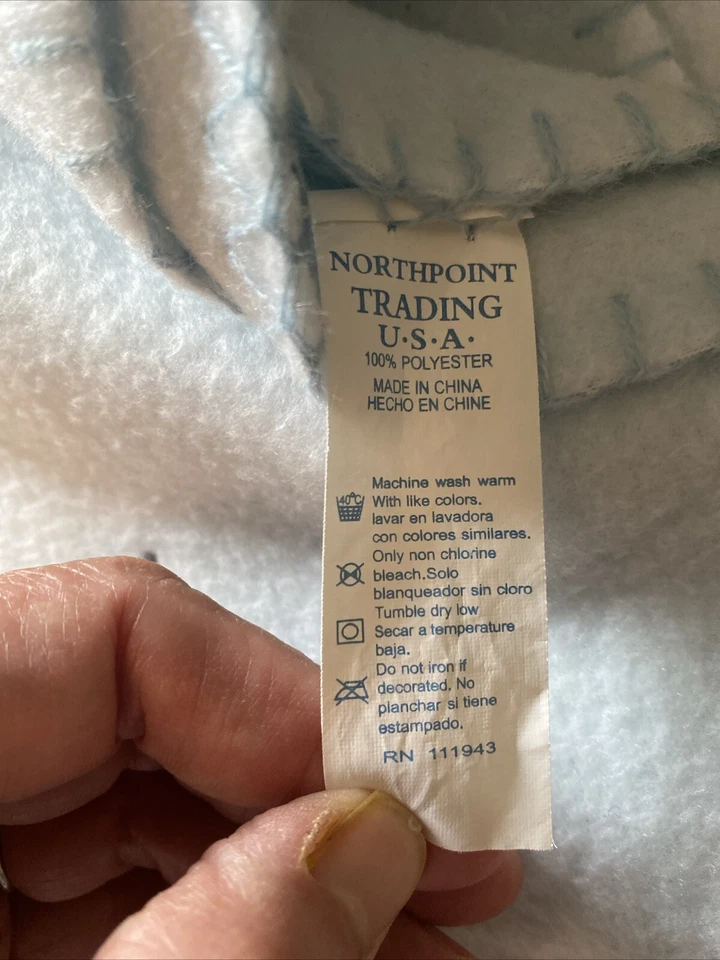 NORTHPOINT
TRADING
U·S·A·
100% POLYESTER
MADE IN CHINA
HECHO EN CHINE
Machine wash warm
40°C With like colors.
lavar en lavadora
con colores similares.
Only non chlorine
bleach.Solo
blanqueador sin cloro
Tumble dry low
Secar a temperature
baja.
Do not iron if
decorated. No
planchar si tiene
estampado.
RN 111943